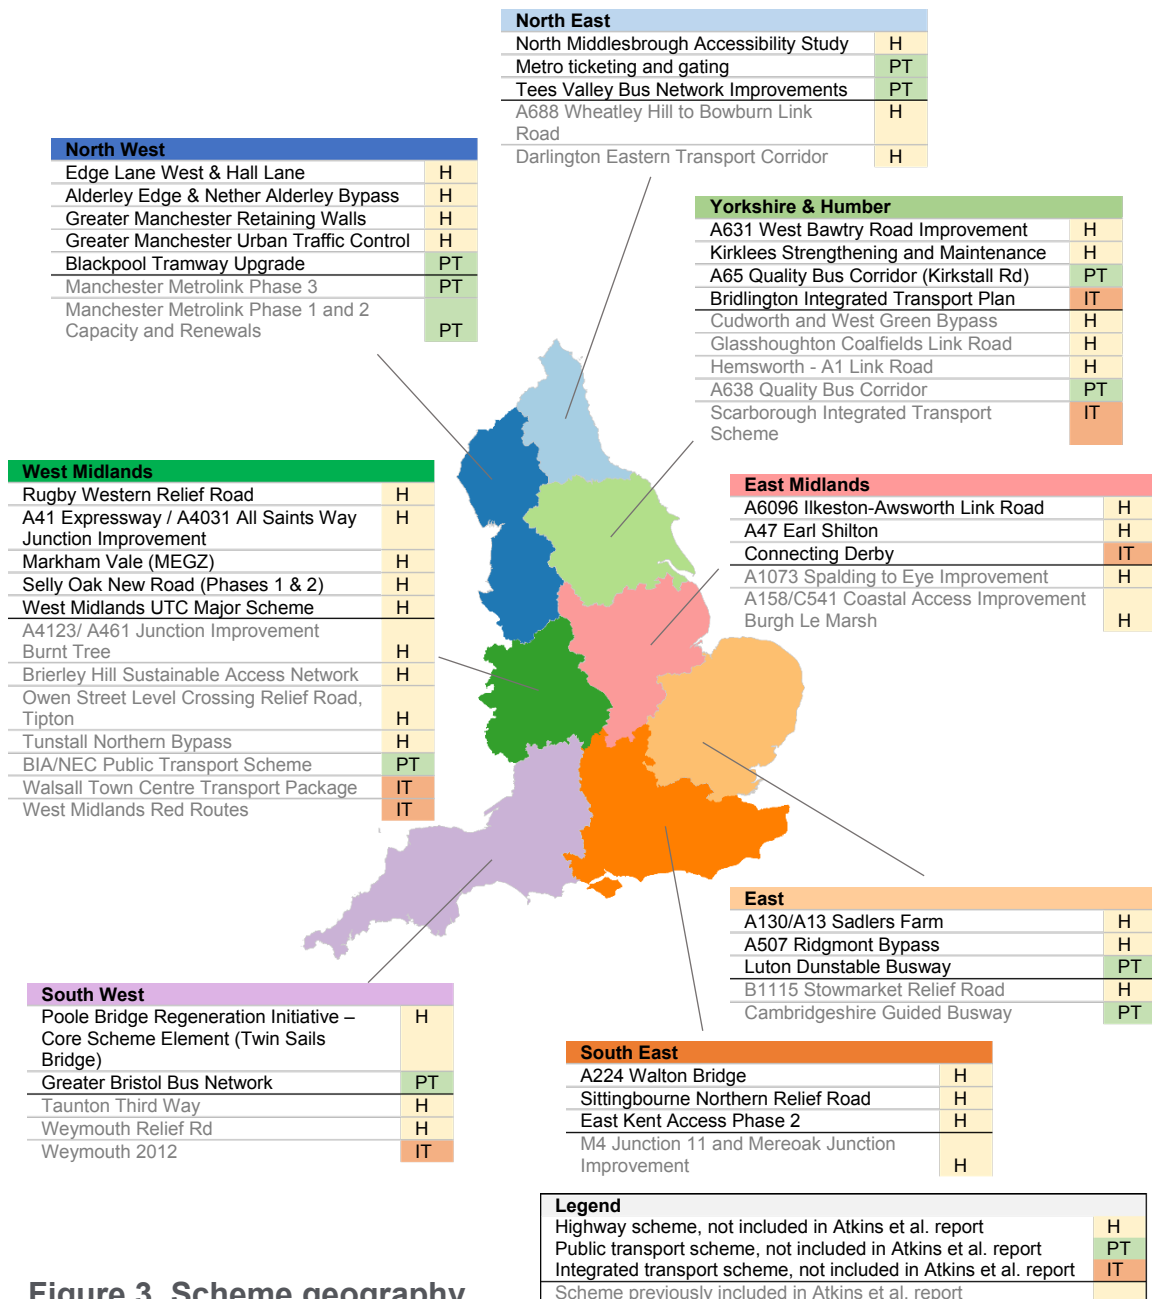 North East
North Middlesbrough Accessibility Study H
Metro ticketing and gating PT
Tees Valley Bus Network Improvements PT
A688 Wheatley Hill to Bowburn Link H
Road
Darlington Eastern Transport Corridor H
North West
Edge Lane West & Hall Lane H
Alderley Edge & Nether Alderley Bypass H
Greater Manchester Retaining Walls H
Greater Manchester Urban Traffic Control H
Blackpool Tramway Upgrade PT
Manchester Metrolink Phase 3 PT
Manchester Metrolink Phase 1 and 2
Capacity and Renewals PT
Yorkshire & Humber
A631 West Bawtry Road Improvement H
Kirklees Strengthening and Maintenance H
A65 Quality Bus Corridor (Kirkstall Rd) PT
Bridlington Integrated Transport Plan IT
Cudworth and West Green Bypass H
Glasshoughton Coalfields Link Road H
Hemsworth - A1 Link Road H
A638 Quality Bus Corridor PT
Scarborough Integrated Transport IT
Scheme
West Midlands
Rugby Western Relief Road H
A41 Expressway / A4031 All Saints Way H
Junction Improvement
Markham Vale (MEGZ) H
Selly Oak New Road (Phases 1 & 2) H
West Midlands UTC Major Scheme H
A4123/ A461 Junction Improvement
Burnt Tree H
Brierley Hill Sustainable Access Network H
Owen Street Level Crossing Relief Road,
Tipton H
Tunstall Northern Bypass H
BIA/NEC Public Transport Scheme PT
Walsall Town Centre Transport Package IT
West Midlands Red Routes IT
East Midlands
A6096 Ilkeston-Awsworth Link Road H
A47 Earl Shilton H
Connecting Derby IT
A1073 Spalding to Eye Improvement H
A158/C541 Coastal Access Improvement
Burgh Le Marsh H
East
A130/A13 Sadlers Farm H
A507 Ridgmont Bypass H
Luton Dunstable Busway PT
B1115 Stowmarket Relief Road H
Cambridgeshire Guided Busway PT
South West
Poole Bridge Regeneration Initiative – H
Core Scheme Element (Twin Sails
Bridge)
Greater Bristol Bus Network PT
Taunton Third Way H
Weymouth Relief Rd H
Weymouth 2012 IT
South East
A224 Walton Bridge H
Sittingbourne Northern Relief Road H
East Kent Access Phase 2 H
M4 Junction 11 and Mereoak Junction
Improvement H
Legend
Highway scheme, not included in Atkins et al. report H
Public transport scheme, not included in Atkins et al. report PT
Integrated transport scheme, not included in Atkins et al. report IT
Scheme previously included in Atkins et al. report
Figure 3. Scheme geography